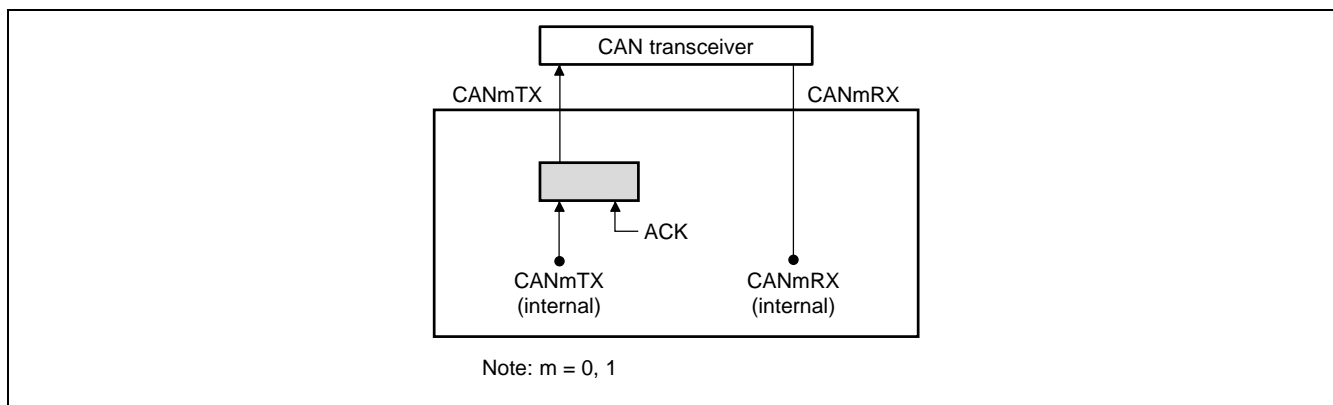 CAN transceiver
CANmTX
CANmRX
ACK
CANmTX
(internal)
CANmRX
(internal)
Note: m = 0, 1